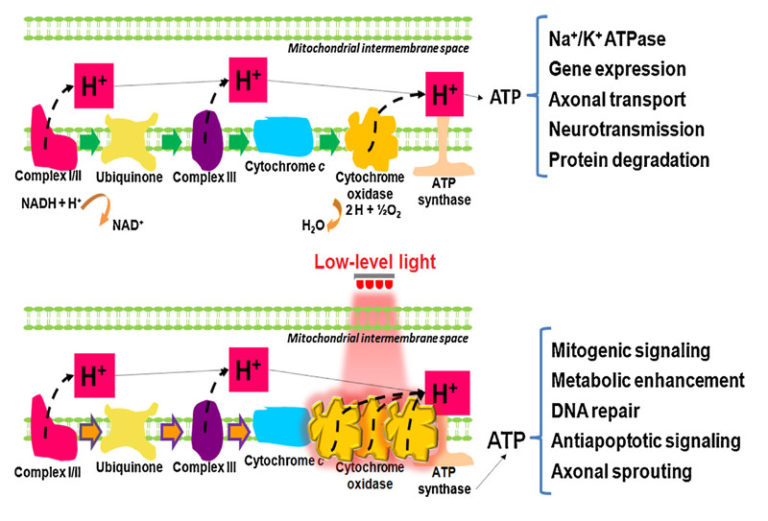 Mitochondrial intermembrane space
H⁺
H⁺
H⁺
ATP
Na⁺/K⁺ ATPase
Gene expression
Axonal transport
Neurotransmission
Protein degradation
Complex I/II
Ubiquinone
Complex III
Cytochrome c
Cytochrome
oxidase
ATP
synthase
NADH + H⁺
NAD⁺
2 H + ½O₂
H₂O
Low-level light
Mitochondrial intermembrane space
H⁺
H⁺
H⁺
ATP
Mitogenic signaling
Metabolic enhancement
DNA repair
Antiapoptotic signaling
Axonal sprouting
Complex I/II
Ubiquinone
Complex III
Cytochrome c
Cytochrome
oxidase
ATP
synthase